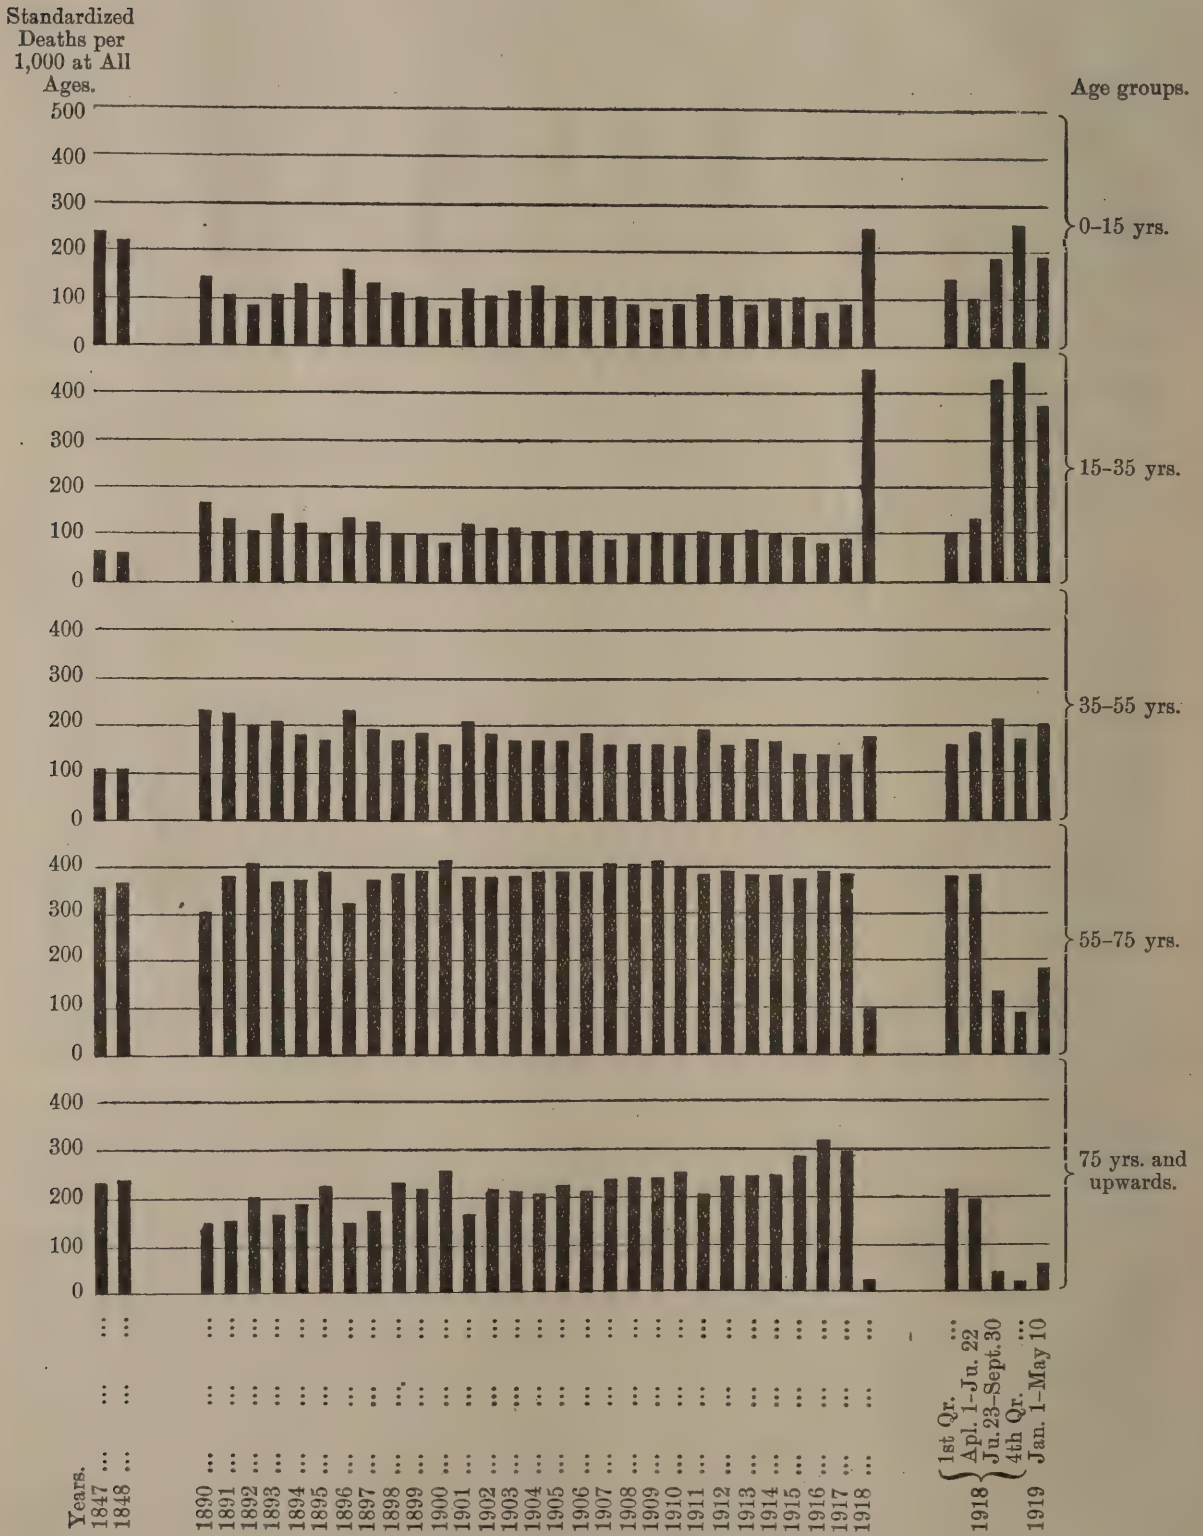 Standardized
Deaths per
1,000 at All
Ages.
Age groups.
500
400
300
200
100
0
0–15 yrs.
400
300
200
100
0
15–35 yrs.
400
300
200
100
0
35–55 yrs.
400
300
200
100
0
55–75 yrs.
400
300
200
100
0
75 yrs. and
upwards.
Years.
1847 ... ... ...
1848 ... ... ...
1890 ... ... ...
1891 ... ... ...
1892 ... ... ...
1893 ... ... ...
1894 ... ... ...
1895 ... ... ...
1896 ... ... ...
1897 ... ... ...
1898 ... ... ...
1899 ... ... ...
1900 ... ... ...
1901 ... ... ...
1902 ... ... ...
1903 ... ... ...
1904 ... ... ...
1905 ... ... ...
1906 ... ... ...
1907 ... ... ...
1908 ... ... ...
1909 ... ... ...
1910 ... ... ...
1911 ... ... ...
1912 ... ... ...
1913 ... ... ...
1914 ... ... ...
1915 ... ... ...
1916 ... ... ...
1917 ... ... ...
1918 ... ... ...
1918
1st Qr. ...
Apl. 1–Ju. 22
Ju. 23–Sept. 30
4th Qr. ...
1919 Jan. 1–May 10